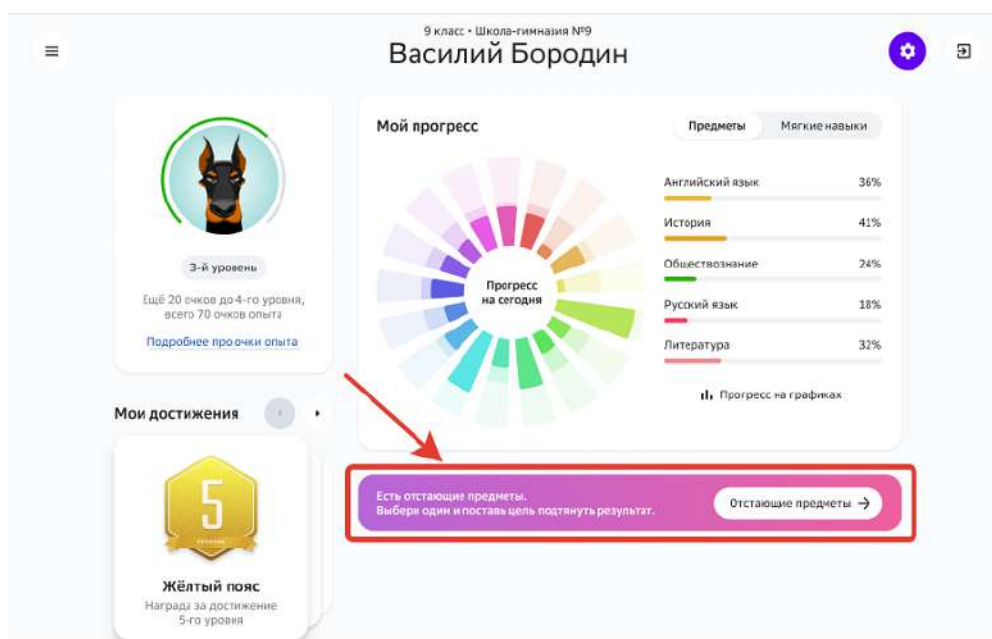 9 класс • Школа-гимназия №9
Василий Бородин
3-й уровень
Ещё 20 очков до 4-го уровня,
всего 70 очков опыта
Подробнее про очки опыта
Мои достижения
5
Жёлтый пояс
Награда за достижение
5-го уровня
Мой прогресс
Предметы
Мягкие навыки
Прогресс
на сегодня
Английский язык 36%
История 41%
Обществознание 24%
Русский язык 18%
Литература 32%
Прогресс на графиках
Есть отстающие предметы.
Выбери один и поставь цель подтянуть результат.
Отстающие предметы →